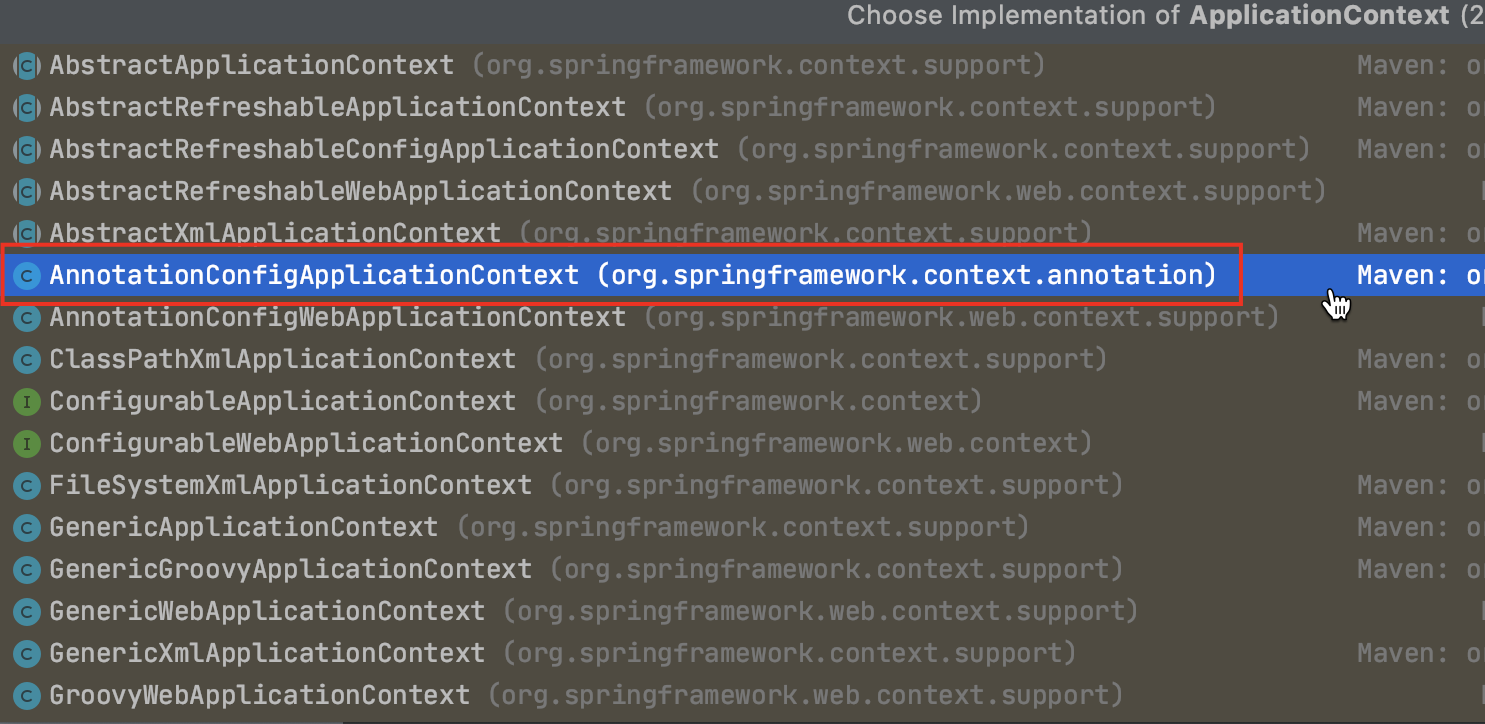 Choose Implementation of ApplicationContext (2
AbstractApplicationContext (org.springframework.context.support) Maven: o
AbstractRefreshableApplicationContext (org.springframework.context.support) Maven: o
AbstractRefreshableConfigApplicationContext (org.springframework.context.support) Maven: o
AbstractRefreshableWebApplicationContext (org.springframework.web.context.support)
AbstractXmlApplicationContext (org.springframework.context.support) Maven: o
AnnotationConfigApplicationContext (org.springframework.context.annotation) Maven: o
AnnotationConfigWebApplicationContext (org.springframework.web.context.support)
ClassPathXmlApplicationContext (org.springframework.context.support) Maven: o
ConfigurableApplicationContext (org.springframework.context) Maven: o
ConfigurableWebApplicationContext (org.springframework.web.context)
FileSystemXmlApplicationContext (org.springframework.context.support) Maven: o
GenericApplicationContext (org.springframework.context.support) Maven: o
GenericGroovyApplicationContext (org.springframework.context.support) Maven: o
GenericWebApplicationContext (org.springframework.web.context.support)
GenericXmlApplicationContext (org.springframework.context.support) Maven: o
GroovyWebApplicationContext (org.springframework.web.context.support)